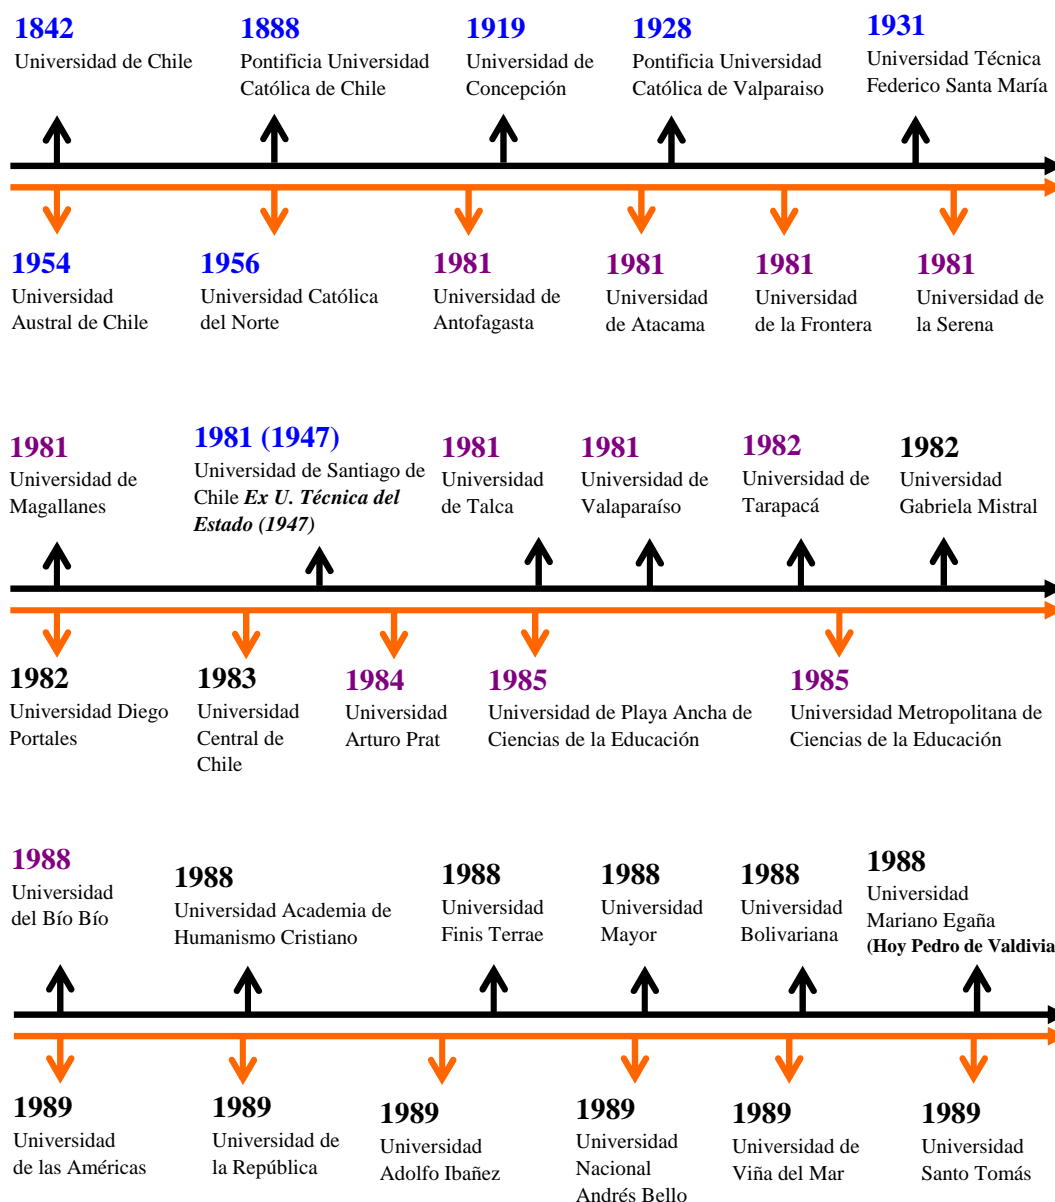 1842
Universidad de Chile
1888
Pontificia Universidad
Católica de Chile
1919
Universidad de
Concepción
1928
Pontificia Universidad
Católica de Valparaiso
1931
Universidad Técnica
Federico Santa María
1954
Universidad
Austral de Chile
1956
Universidad Católica
del Norte
1981
Universidad de
Antofagasta
1981
Universidad
de Atacama
1981
Universidad
de la Frontera
1981
Universidad de
la Serena
1981
Universidad de
Magallanes
1981 (1947)
Universidad de Santiago de
Chile Ex U. Técnica del
Estado (1947)
1981
Universidad
de Talca
1981
Universidad de
Valaparaíso
1982
Universidad de
Tarapacá
1982
Universidad
Gabriela Mistral
1982
Universidad Diego
Portales
1983
Universidad
Central de
Chile
1984
Universidad
Arturo Prat
1985
Universidad de Playa Ancha de
Ciencias de la Educación
1985
Universidad Metropolitana de
Ciencias de la Educación
1988
Universidad
del Bío Bío
1988
Universidad Academia de
Humanismo Cristiano
1988
Universidad
Finis Terrae
1988
Universidad
Mayor
1988
Universidad
Bolivariana
1988
Universidad
Mariano Egaña
(Hoy Pedro de Valdivia
1989
Universidad
de las Américas
1989
Universidad de
la República
1989
Universidad
Adolfo Ibañez
1989
Universidad
Nacional
Andrés Bello
1989
Universidad de
Viña del Mar
1989
Universidad
Santo Tomás